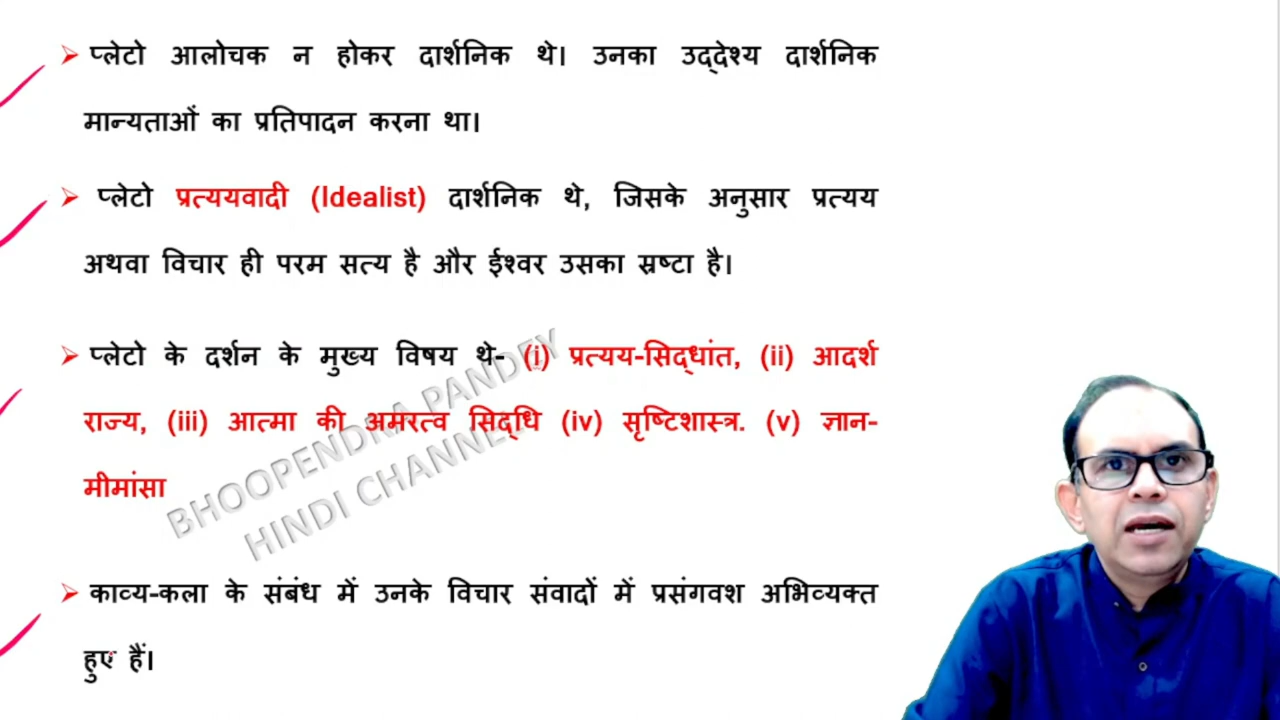 ➢ प्लेटो आलोचक न होकर दार्शनिक थे। उनका उद्देश्य दार्शनिक
मान्यताओं का प्रतिपादन करना था।
➢ प्लेटो प्रत्ययवादी (Idealist) दार्शनिक थे, जिसके अनुसार प्रत्यय
अथवा विचार ही परम सत्य है और ईश्वर उसका स्रष्टा है।
➢ प्लेटो के दर्शन के मुख्य विषय थे- (i) प्रत्यय-सिद्धांत, (ii) आदर्श
राज्य, (iii) आत्मा की अमरत्व सिद्धि (iv) सृष्टिशास्त्र. (v) ज्ञान-
मीमांसा
BHOOPENDRA PANDEY
HINDI CHANNEL
➢ काव्य-कला के संबंध में उनके विचार संवादों में प्रसंगवश अभिव्यक्त
हुए हैं।